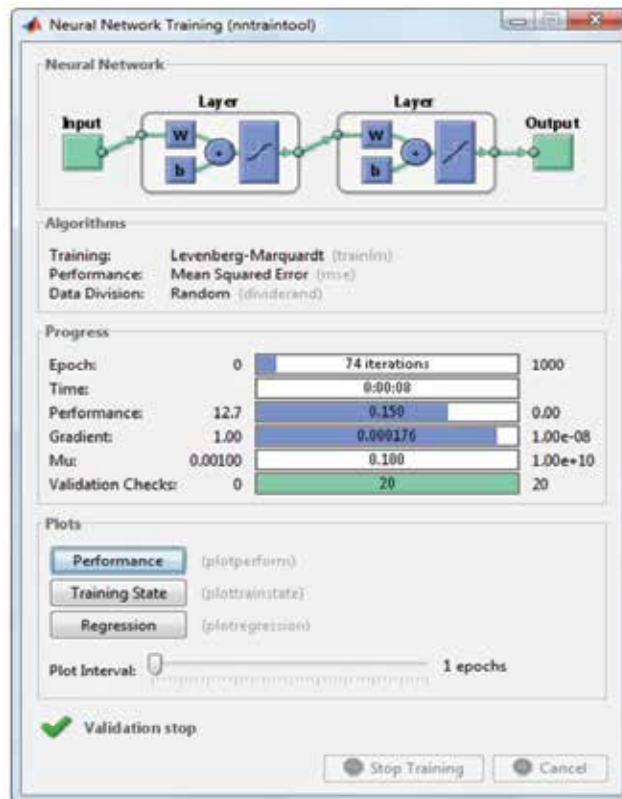 Neural Network Training (nntraintool)
Neural Network
Layer Layer
Input Output
W W
b b
Algorithms
Training: Levenberg-Marquardt (trainlm)
Performance: Mean Squared Error (mse)
Data Division: Random (dividerand)
Progress
Epoch: 0 74 iterations 1000
Time: 0:00:08
Performance: 12.7 0.150 0.00
Gradient: 1.00 0.000176 1.00e-08
Mu: 0.00100 0.100 1.00e+10
Validation Checks: 0 20 20
Plots
Performance (plotperform)
Training State (plottrainstate)
Regression (plotregression)
Plot Interval: 1 epochs
Validation stop
Stop Training Cancel